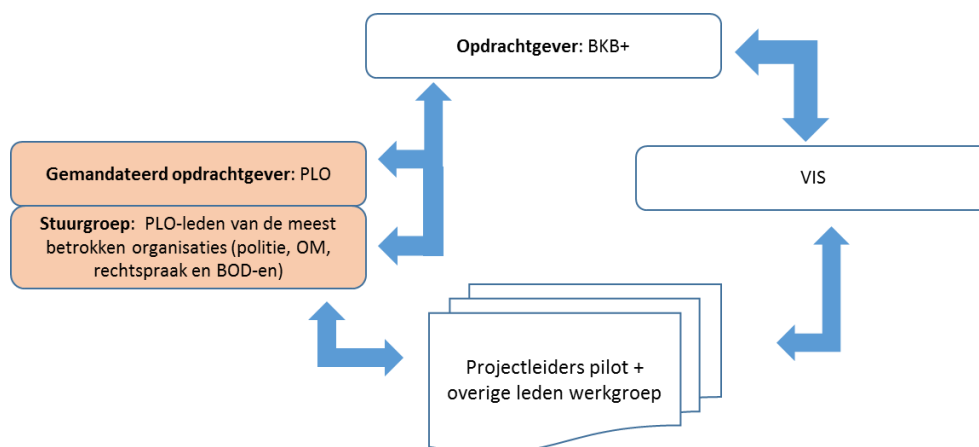 Opdrachtgever: BKB+
Gemandateerd opdrachtgever: PLO
Stuurgroep: PLO-leden van de meest
betrokken organisaties (politie, OM,
rechtspraak en BOD-en)
VIS
Projectleiders pilot +
overige leden werkgroep